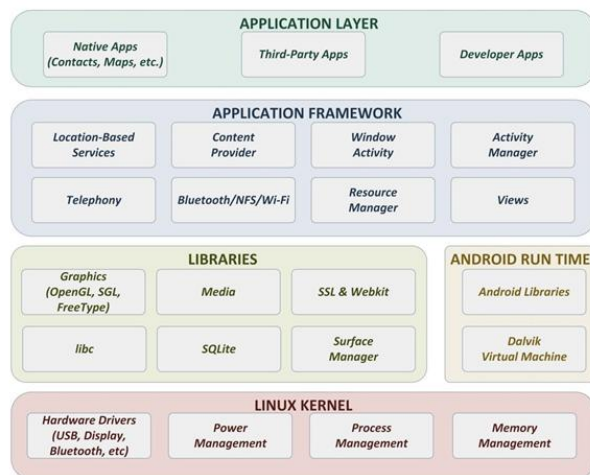 APPLICATION LAYER
Native Apps
(Contacts, Maps, etc.)
Third-Party Apps
Developer Apps
APPLICATION FRAMEWORK
Location-Based
Services
Content
Provider
Window
Activity
Activity
Manager
Telephony
Bluetooth/NFS/Wi-Fi
Resource
Manager
Views
LIBRARIES
Graphics
(OpenGL, SGL,
FreeType)
Media
SSL & Webkit
libc
SQLite
Surface
Manager
ANDROID RUN TIME
Android Libraries
Dalvik
Virtual Machine
LINUX KERNEL
Hardware Drivers
(USB, Display,
Bluetooth, etc)
Power
Management
Process
Management
Memory
Management